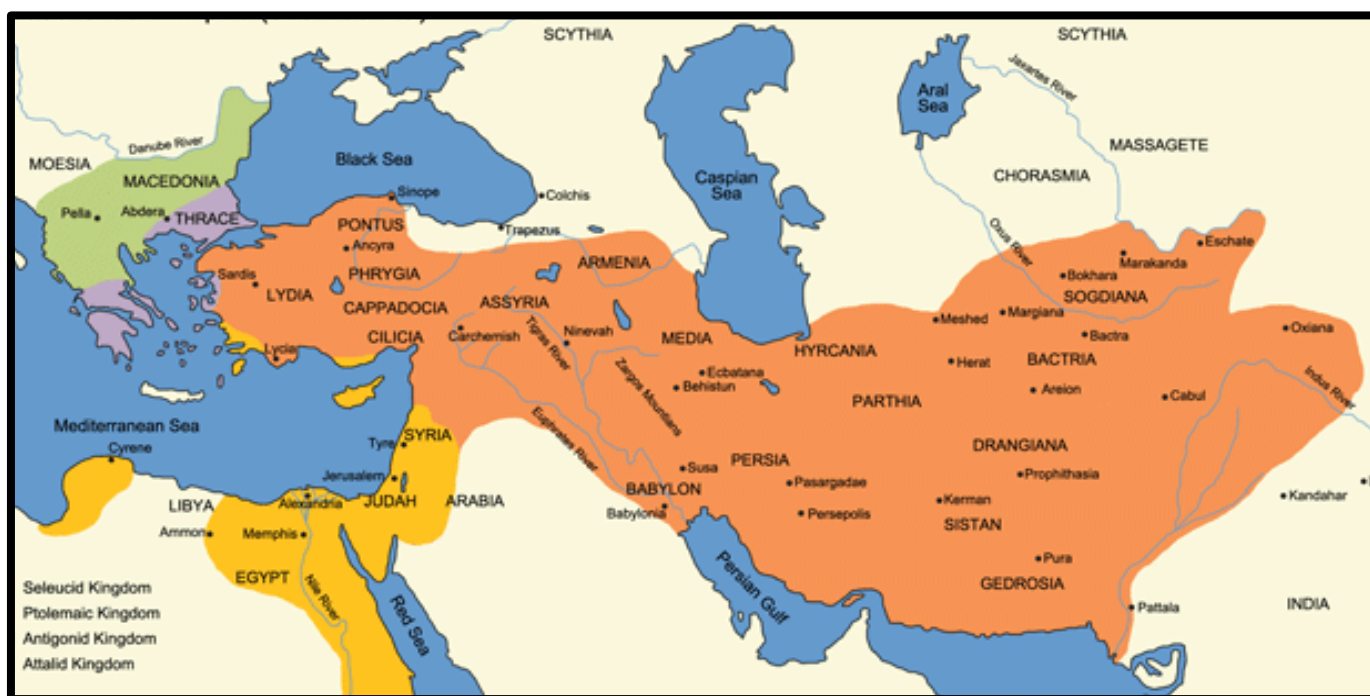 SCYTHIA
SCYTHIA
Jaxartes River
Aral
Sea
Danube River
MOESIA
MASSAGETE
Black Sea
MACEDONIA
Caspian
Sea
CHORASMIA
Sinope
Colchis
Pella
Abdera
THRACE
PONTUS
Trapezus
Oxus River
Eschate
Ancyra
Marakanda
ARMENIA
Bokhara
Sardis
PHRYGIA
SOGDIANA
LYDIA
CAPPADOCIA
ASSYRIA
Meshed
Margiana
Oxiana
CILICIA
Carchemish
Tigras River
Ninevah
MEDIA
HYRCANIA
Bactra
Lycia
BACTRIA
Herat
Zargos Mountians
Ecbatana
Behistun
Areion
Cabul
Indus River
PARTHIA
Mediterranean Sea
Euphrates River
SYRIA
Tyre
DRANGIANA
Cyrene
PERSIA
Susa
Prophithasia
Jerusalem
BABYLON
Pasargadae
Kandahar
LIBYA
Alexandria
JUDAH
ARABIA
Babylonia
Persepolis
Kerman
SISTAN
Ammon
Memphis
Persian Gulf
Pura
EGYPT
GEDROSIA
Seleucid Kingdom
Nile River
Red Sea
Pattala
INDIA
Ptolemaic Kingdom
Antigonid Kingdom
Attalid Kingdom